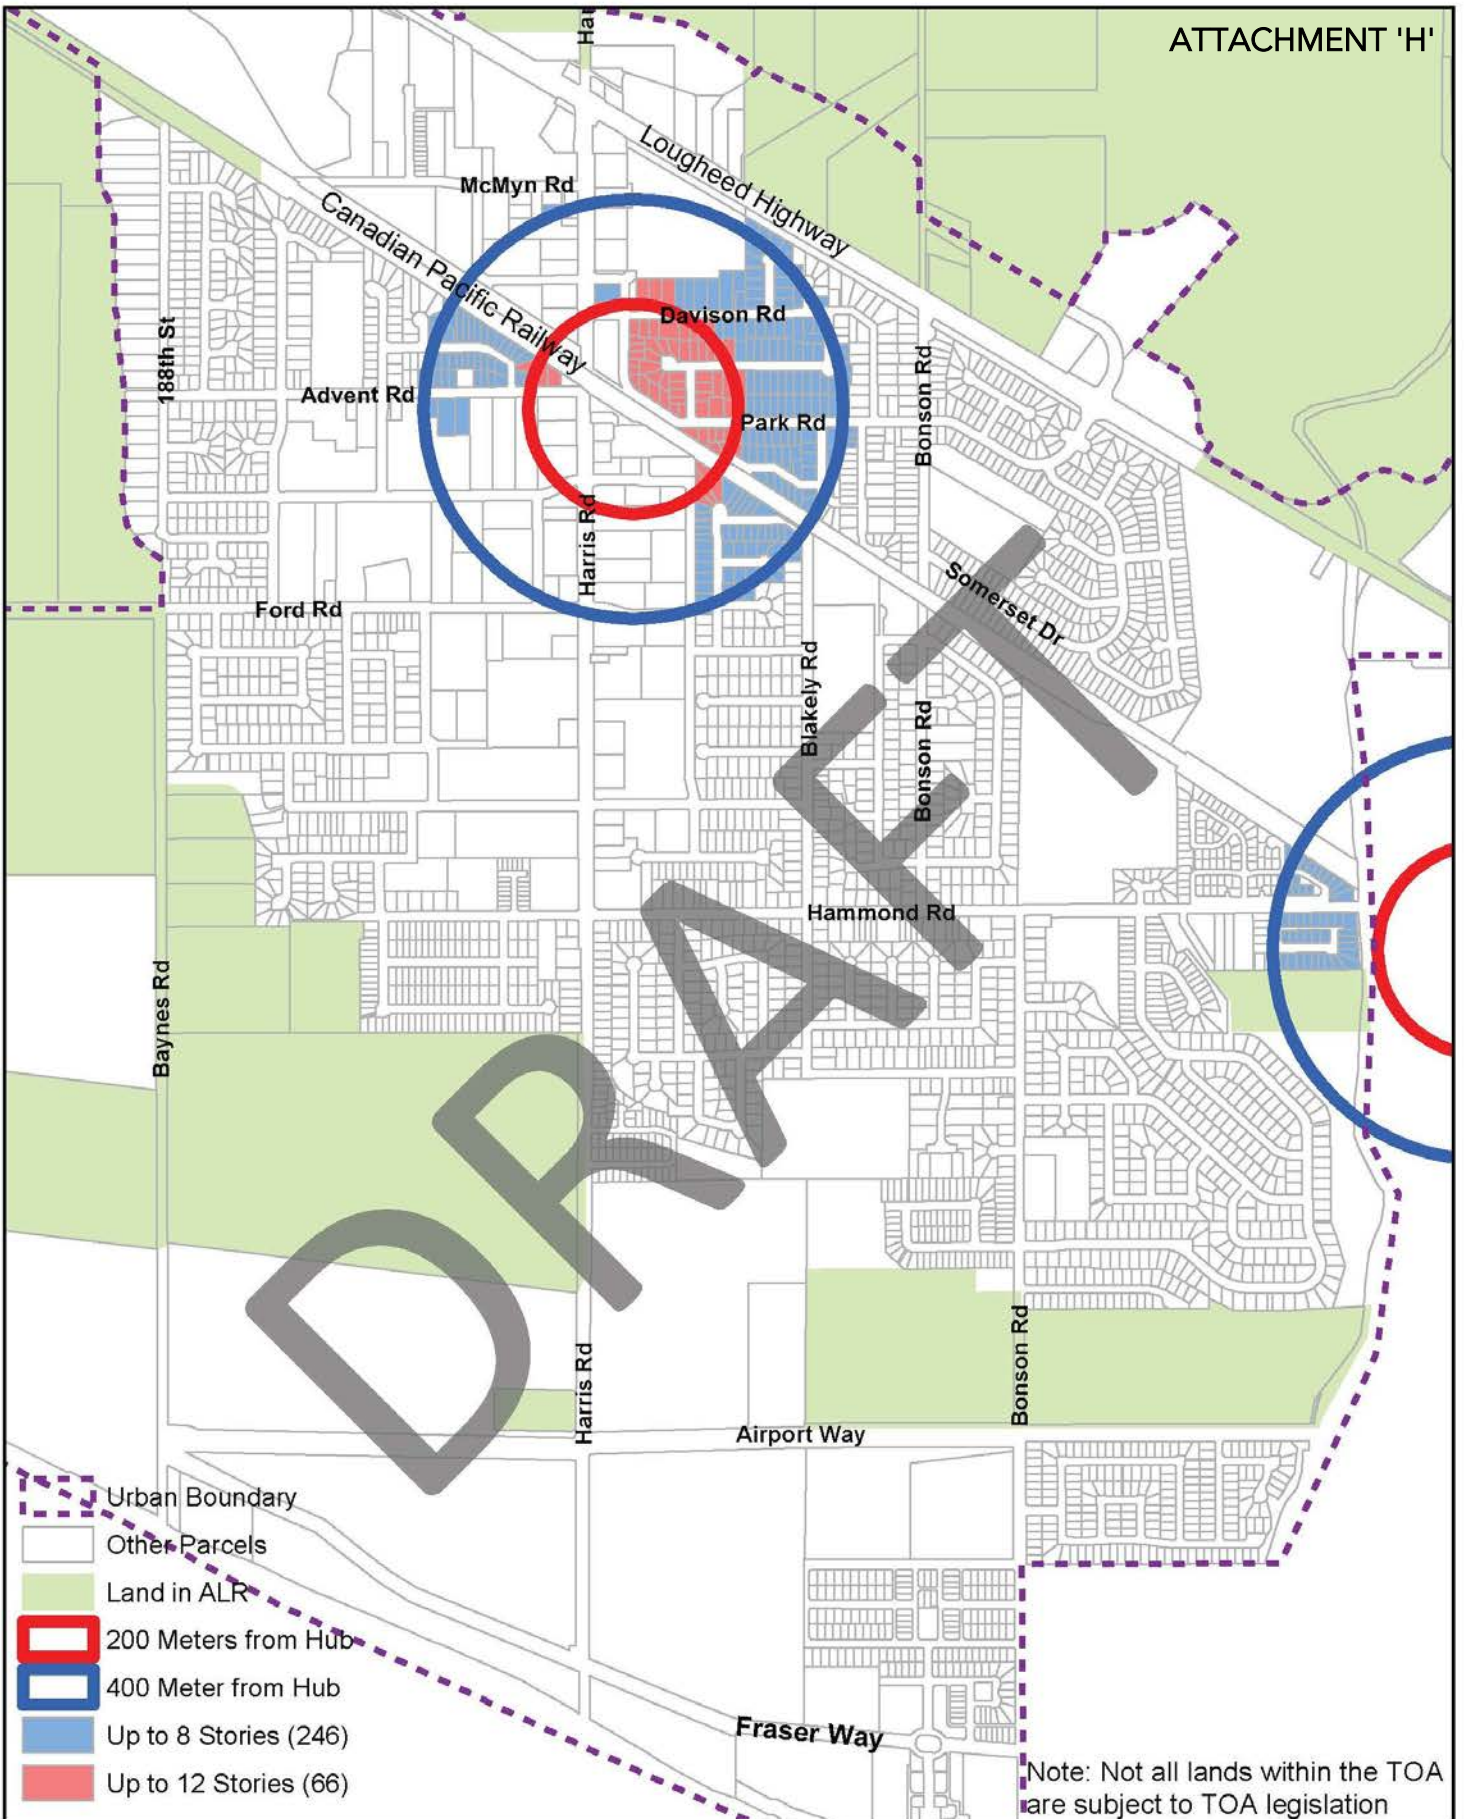 ATTACHMENT 'H'
Har
Lougheed Highway
McMyn Rd
Canadian Pacific Railway
Davison Rd
188th St
Advent Rd
Park Rd
Bonson Rd
Harris Rd
Somerset Dr
Ford Rd
Blakely Rd
Bonson Rd
Hammond Rd
Baynes Rd
DRAFT
Harris Rd
Bonson Rd
Airport Way
Urban Boundary
Other Parcels
Land in ALR
200 Meters from Hub
400 Meter from Hub
Up to 8 Stories (246)
Up to 12 Stories (66)
Fraser Way
Note: Not all lands within the TOA
are subject to TOA legislation